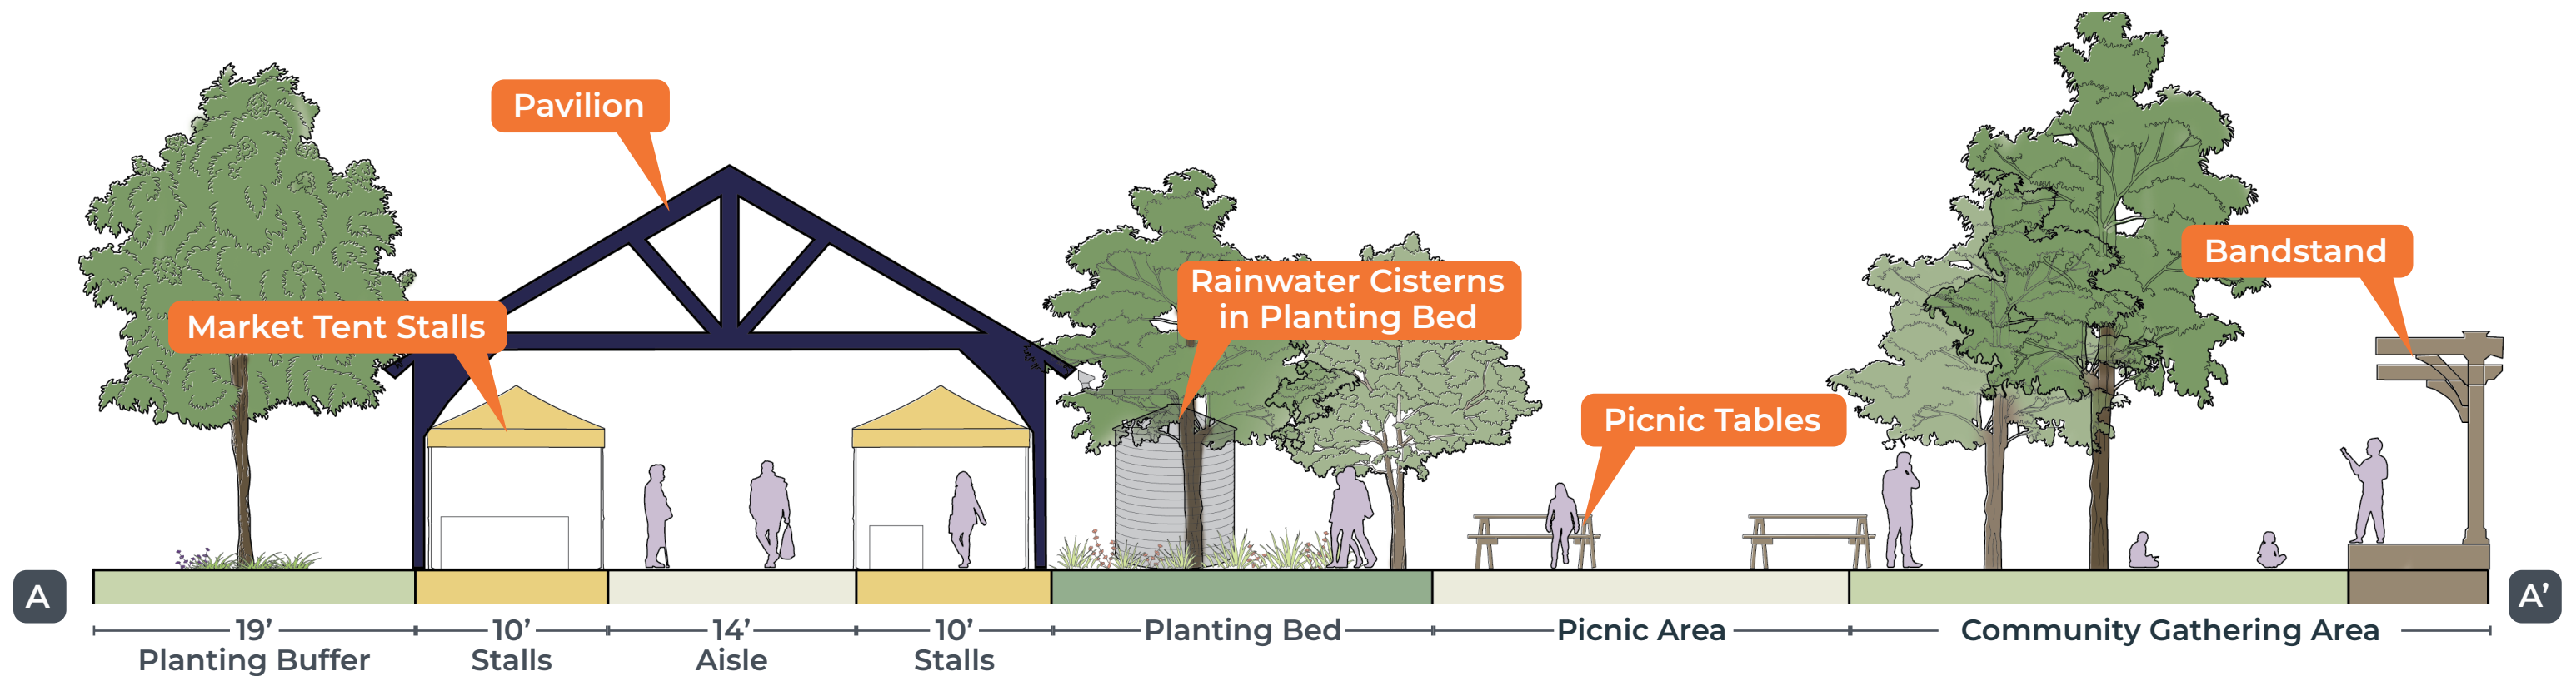 Pavilion
Market Tent Stalls
Rainwater Cisterns
in Planting Bed
Picnic Tables
Bandstand
A
A’
19’
Planting Buffer
10’
Stalls
14’
Aisle
10’
Stalls
Planting Bed
Picnic Area
Community Gathering Area